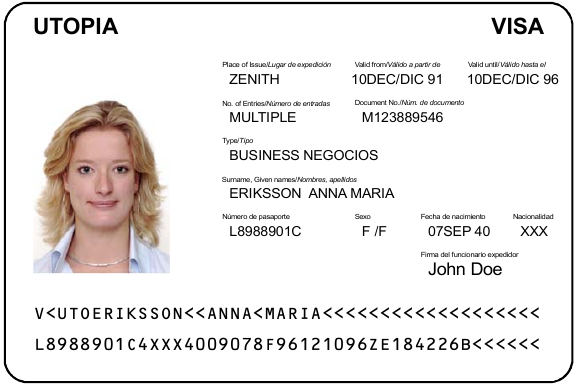 UTOPIA VISA
Place of Issue/Lugar de expedición Valid from/Válido a partir de Valid until/Válido hasta el
ZENITH 10DEC/DIC 91 10DEC/DIC 96
No. of Entries/Número de entradas Document No./Núm. de documento
MULTIPLE M123889546
Type/Tipo
BUSINESS NEGOCIOS
Surname, Given names/Nombres, apellidos
ERIKSSON ANNA MARIA
Número de pasaporte Sexo Fecha de nacimiento Nacionalidad
L8988901C F /F 07SEP 40 XXX
Firma del funcionario expedidor
John Doe
V<UTOERIKSSON<<ANNA<MARIA<<<<<<<<<<<<<<<<<<<
L8988901C4XXX4009078F96121096ZE184226B<<<<<<